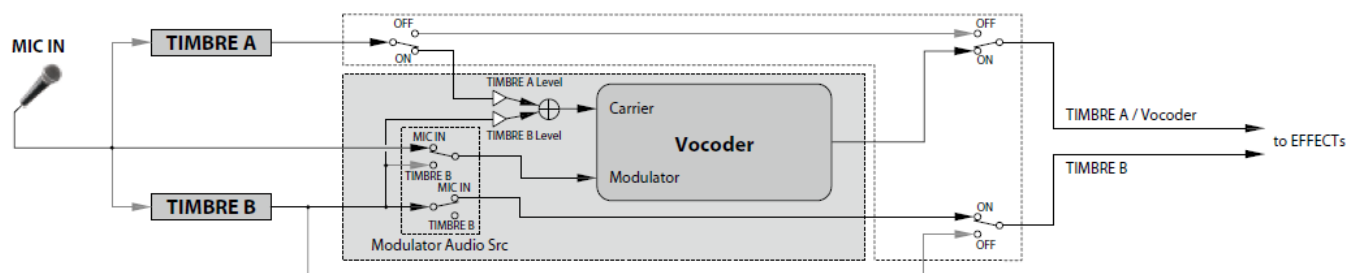 MIC IN
TIMBRE A
OFF
ON
OFF
ON
TIMBRE A Level
TIMBRE B Level
Carrier
Vocoder
Modulator
MIC IN
TIMBRE B
MIC IN
TIMBRE B
Modulator Audio Src
TIMBRE B
TIMBRE A / Vocoder
to EFFECTs
TIMBRE B
ON
OFF